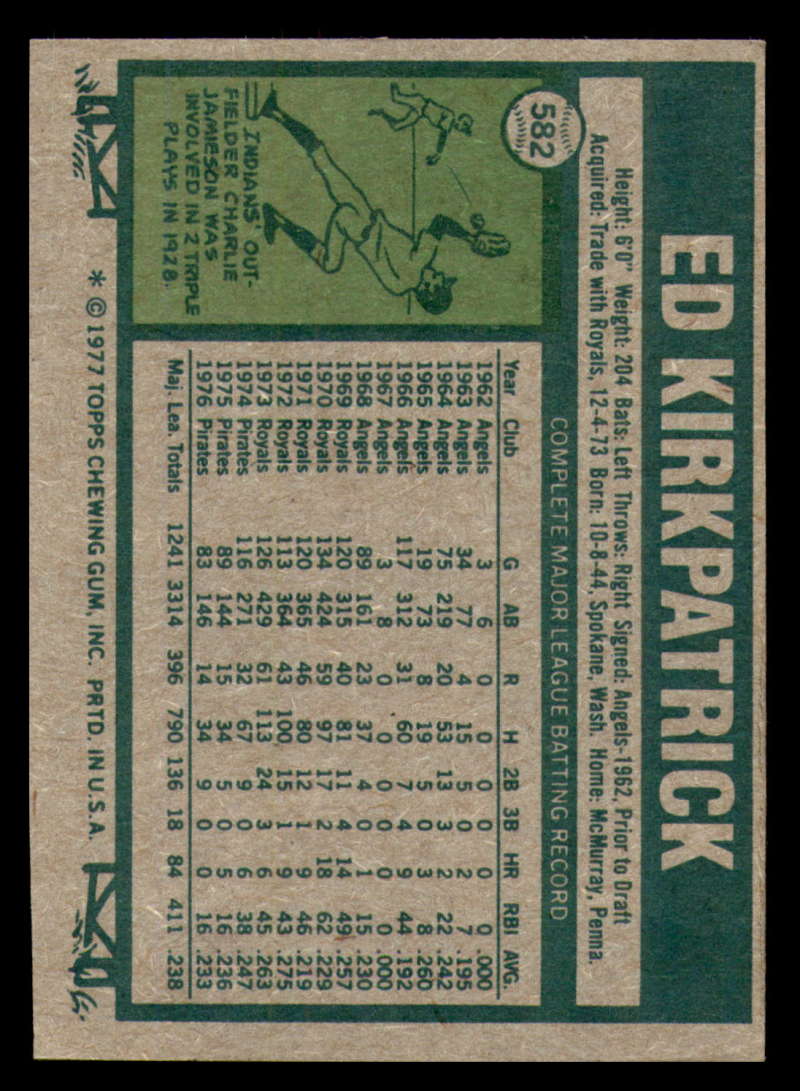 ED KIRKPATRICK
Height: 6'0" Weight: 204 Bats: Left Throws: Right Signed: Angels-1962, Prior to Draft
Acquired: Trade with Royals, 12-4-73 Born: 10-8-44, Spokane, Wash. Home: McMurray, Penna.
582
COMPLETE MAJOR LEAGUE BATTING RECORD
Year Club G AB R H 2B 3B HR RBI AVG.
1962 Angels 3 6 0 0 0 0 0 0 .000
1963 Angels 34 77 4 15 5 0 2 7 .195
1964 Angels 75 219 20 53 13 3 2 22 .242
1965 Angels 19 73 8 19 5 0 3 8 .260
1966 Angels 117 312 31 60 7 4 9 44 .192
1967 Angels 3 8 0 0 0 0 0 0 .000
1968 Angels 89 161 23 37 4 0 1 15 .230
1969 Royals 120 315 40 81 11 4 14 49 .257
1970 Royals 134 424 59 97 17 2 18 62 .229
1971 Royals 120 365 46 80 12 1 9 46 .219
1972 Royals 113 364 43 100 15 1 9 43 .275
1973 Royals 126 429 61 113 24 3 6 45 .263
1974 Pirates 116 271 32 67 9 0 6 38 .247
1975 Pirates 89 144 15 34 5 0 5 16 .236
1976 Pirates 83 146 14 34 9 0 0 16 .233
Maj. Lea. Totals 1241 3314 396 790 136 18 84 411 .238
INDIANS' OUT-
FIELDER CHARLIE
JAMIESON WAS
INVOLVED IN 2 TRIPLE
PLAYS IN 1928.
* © 1977 TOPPS CHEWING GUM, INC. PRTD. IN U.S.A.